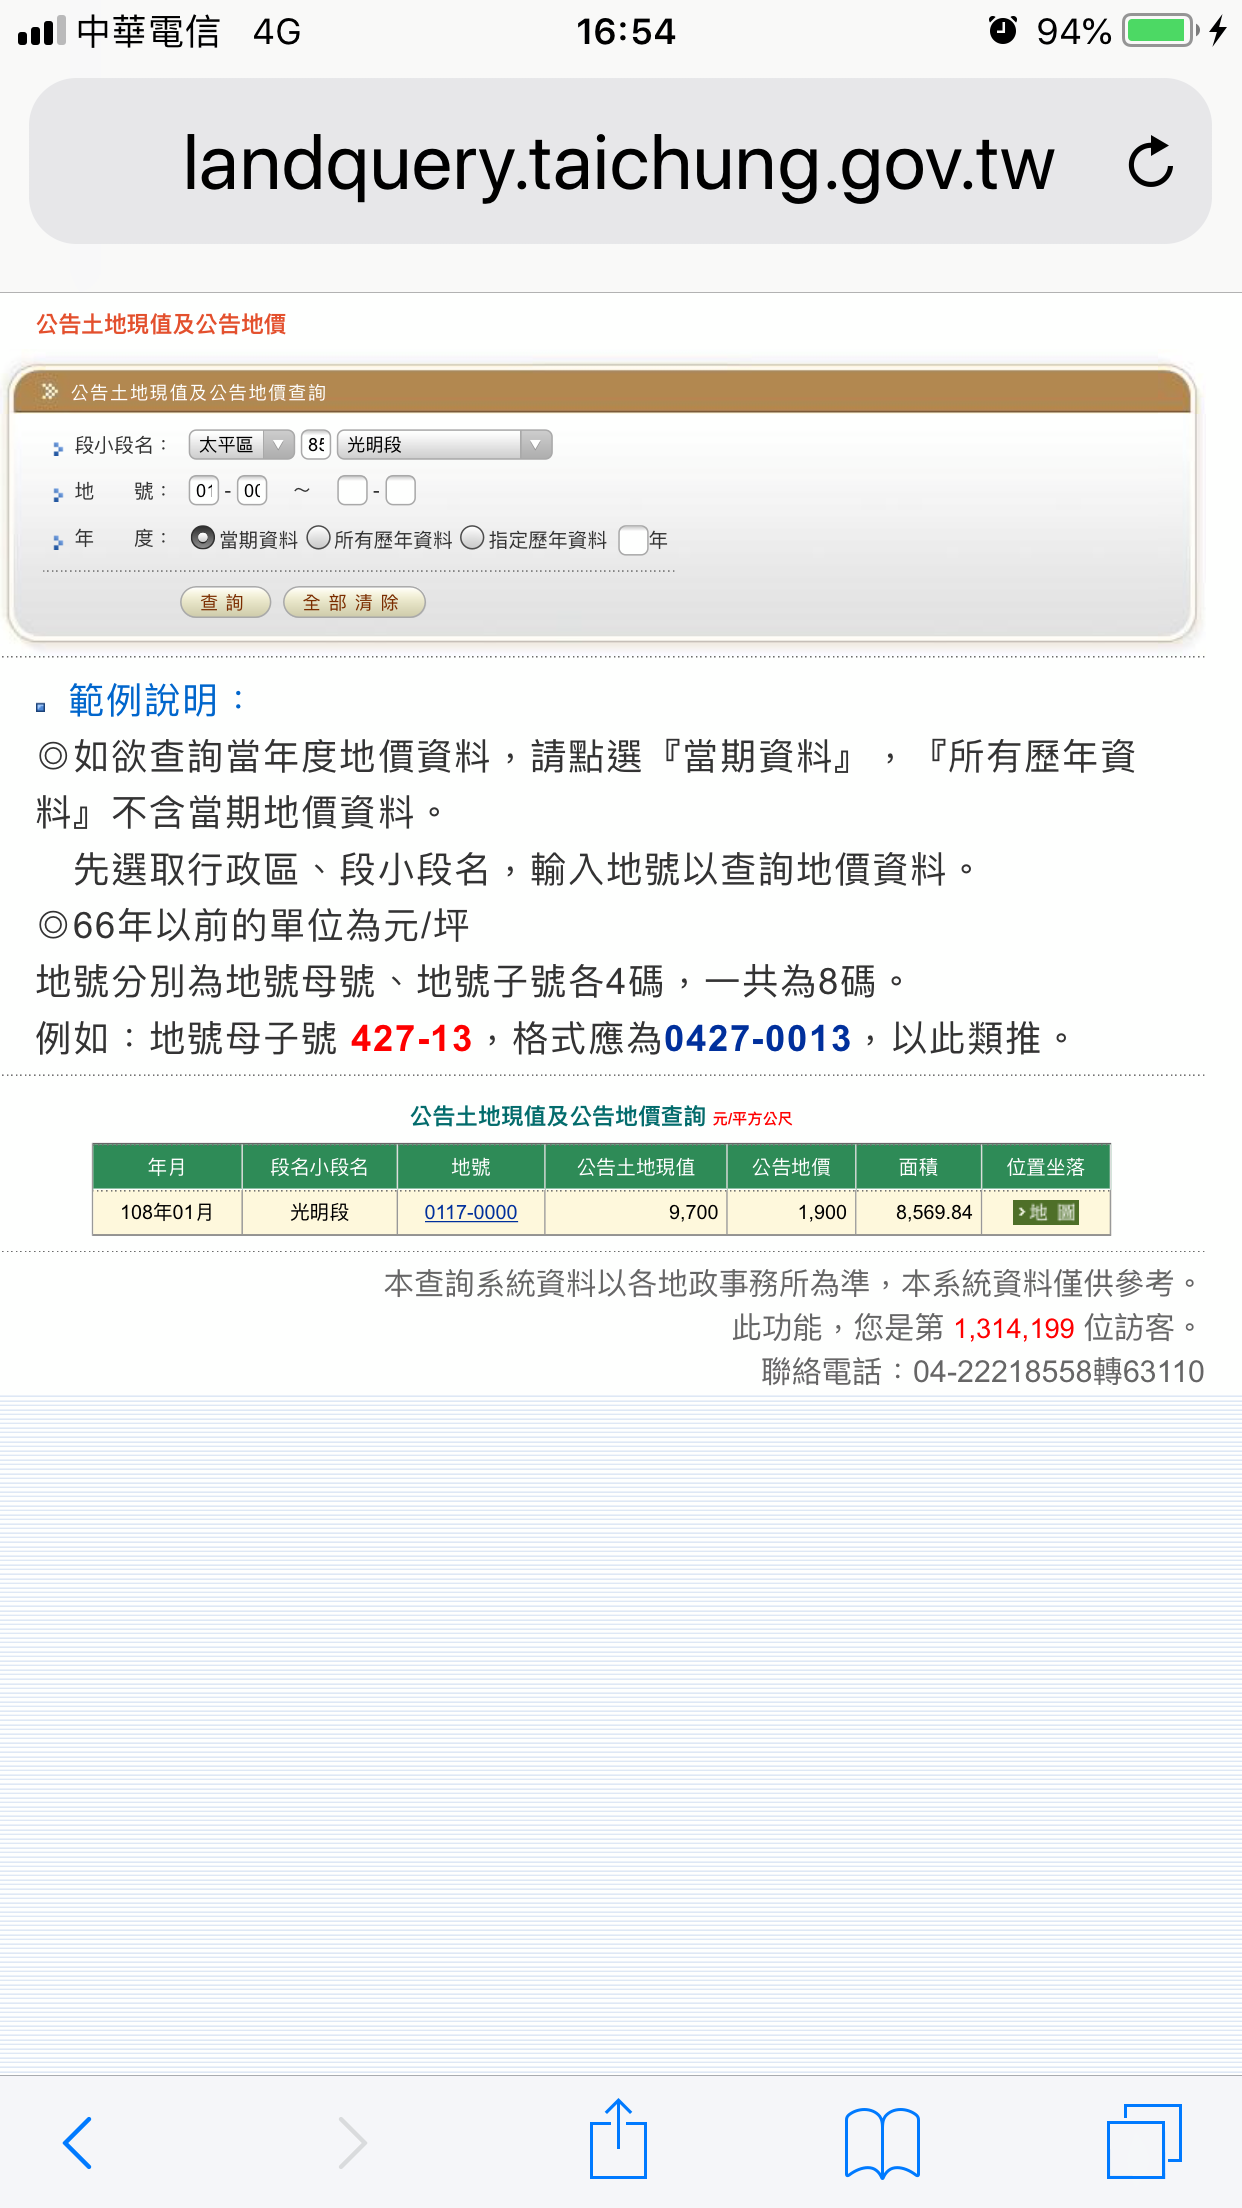 中華電信 4G 16:54 94%
landquery.taichung.gov.tw
公告土地現值及公告地價
公告土地現值及公告地價查詢
段小段名： 太平區 85 光明段
地 號： 01 - 00 ～ -
年 度： 當期資料 所有歷年資料 指定歷年資料 年
查詢 全部清除
範例說明：
◎如欲查詢當年度地價資料，請點選『當期資料』，『所有歷年資
料』不含當期地價資料。
先選取行政區、段小段名，輸入地號以查詢地價資料。
◎66年以前的單位為元/坪
地號分別為地號母號、地號子號各4碼，一共為8碼。
例如：地號母子號 427-13，格式應為0427-0013，以此類推。
公告土地現值及公告地價查詢 元/平方公尺
年月 段名小段名 地號 公告土地現值 公告地價 面積 位置坐落
108年01月 光明段 0117-0000 9,700 1,900 8,569.84 地圖
本查詢系統資料以各地政事務所為準，本系統資料僅供參考。
此功能，您是第 1,314,199 位訪客。
聯絡電話：04-22218558轉63110